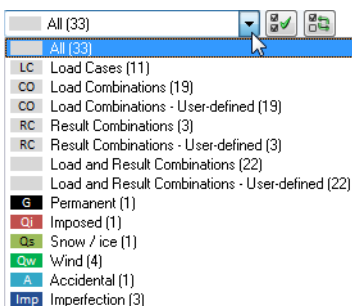 All (33)
All (33)
LC Load Cases (11)
CO Load Combinations (19)
CO Load Combinations - User-defined (19)
RC Result Combinations (3)
RC Result Combinations - User-defined (3)
Load and Result Combinations (22)
Load and Result Combinations - User-defined (22)
G Permanent (1)
Qi Imposed (1)
Qs Snow / ice (1)
Qw Wind (4)
A Accidental (1)
Imp Imperfection (3)